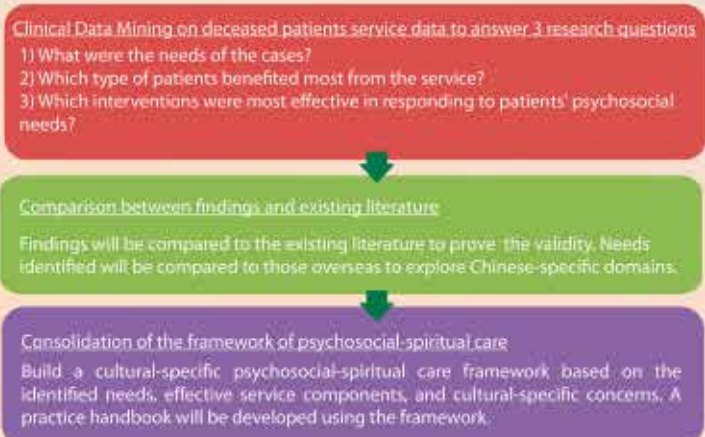 Clinical Data Mining on deceased patients service data to answer 3 research questions
1) What were the needs of the cases?
2) Which type of patients benefited most from the service?
3) Which interventions were most effective in responding to patients' psychosocial
needs?
Comparison between findings and existing literature
Findings will be compared to the existing literature to prove the validity. Needs
identified will be compared to those overseas to explore Chinese-specific domains.
Consolidation of the framework of psychosocial-spiritual care
Build a cultural-specific psychosocial-spiritual care framework based on the
identified needs, effective service components, and cultural-specific concerns. A
practice handbook will be developed using the framework.